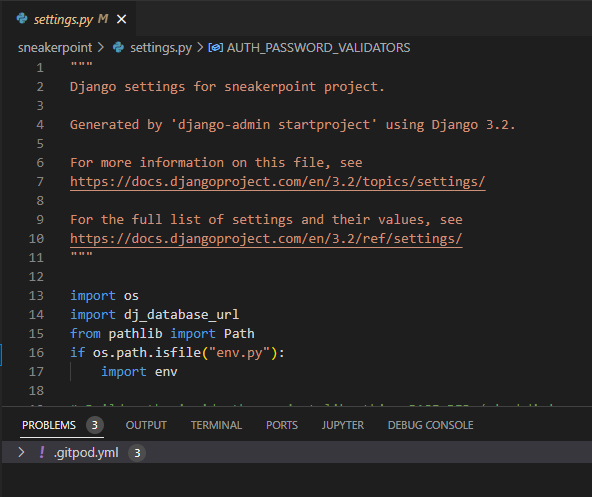 settings.py M
sneakerpoint > settings.py > AUTH_PASSWORD_VALIDATORS
1 """
2 Django settings for sneakerpoint project.
3
4 Generated by 'django-admin startproject' using Django 3.2.
5
6 For more information on this file, see
7 https://docs.djangoproject.com/en/3.2/topics/settings/
8
9 For the full list of settings and their values, see
10 https://docs.djangoproject.com/en/3.2/ref/settings/
11 """
12
13 import os
14 import dj_database_url
15 from pathlib import Path
16 if os.path.isfile("env.py"):
17 import env
18
PROBLEMS 3 OUTPUT TERMINAL PORTS JUPYTER DEBUG CONSOLE
> ! .gitpod.yml 3